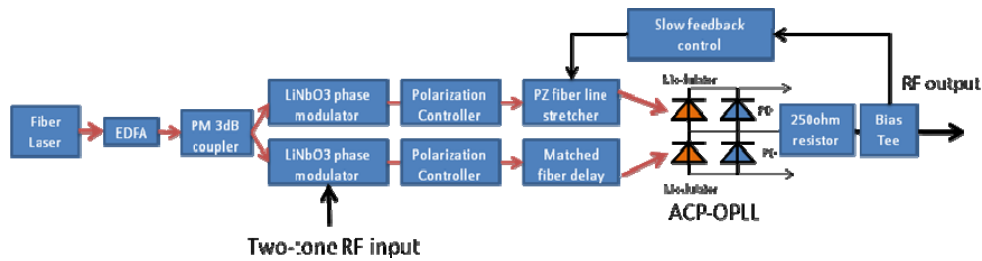 Slow feedback
control
RF output
LiNbO3 phase
modulator
Polarization
Controller
PZ fiber line
stretcher
Fiber
Laser
EDFA
PM 3dB
coupler
250ohm
resistor
Bias
Tee
LiNbO3 phase
modulator
Polarization
Controller
Matched
fiber delay
ACP-OPLL
Two-tone RF input